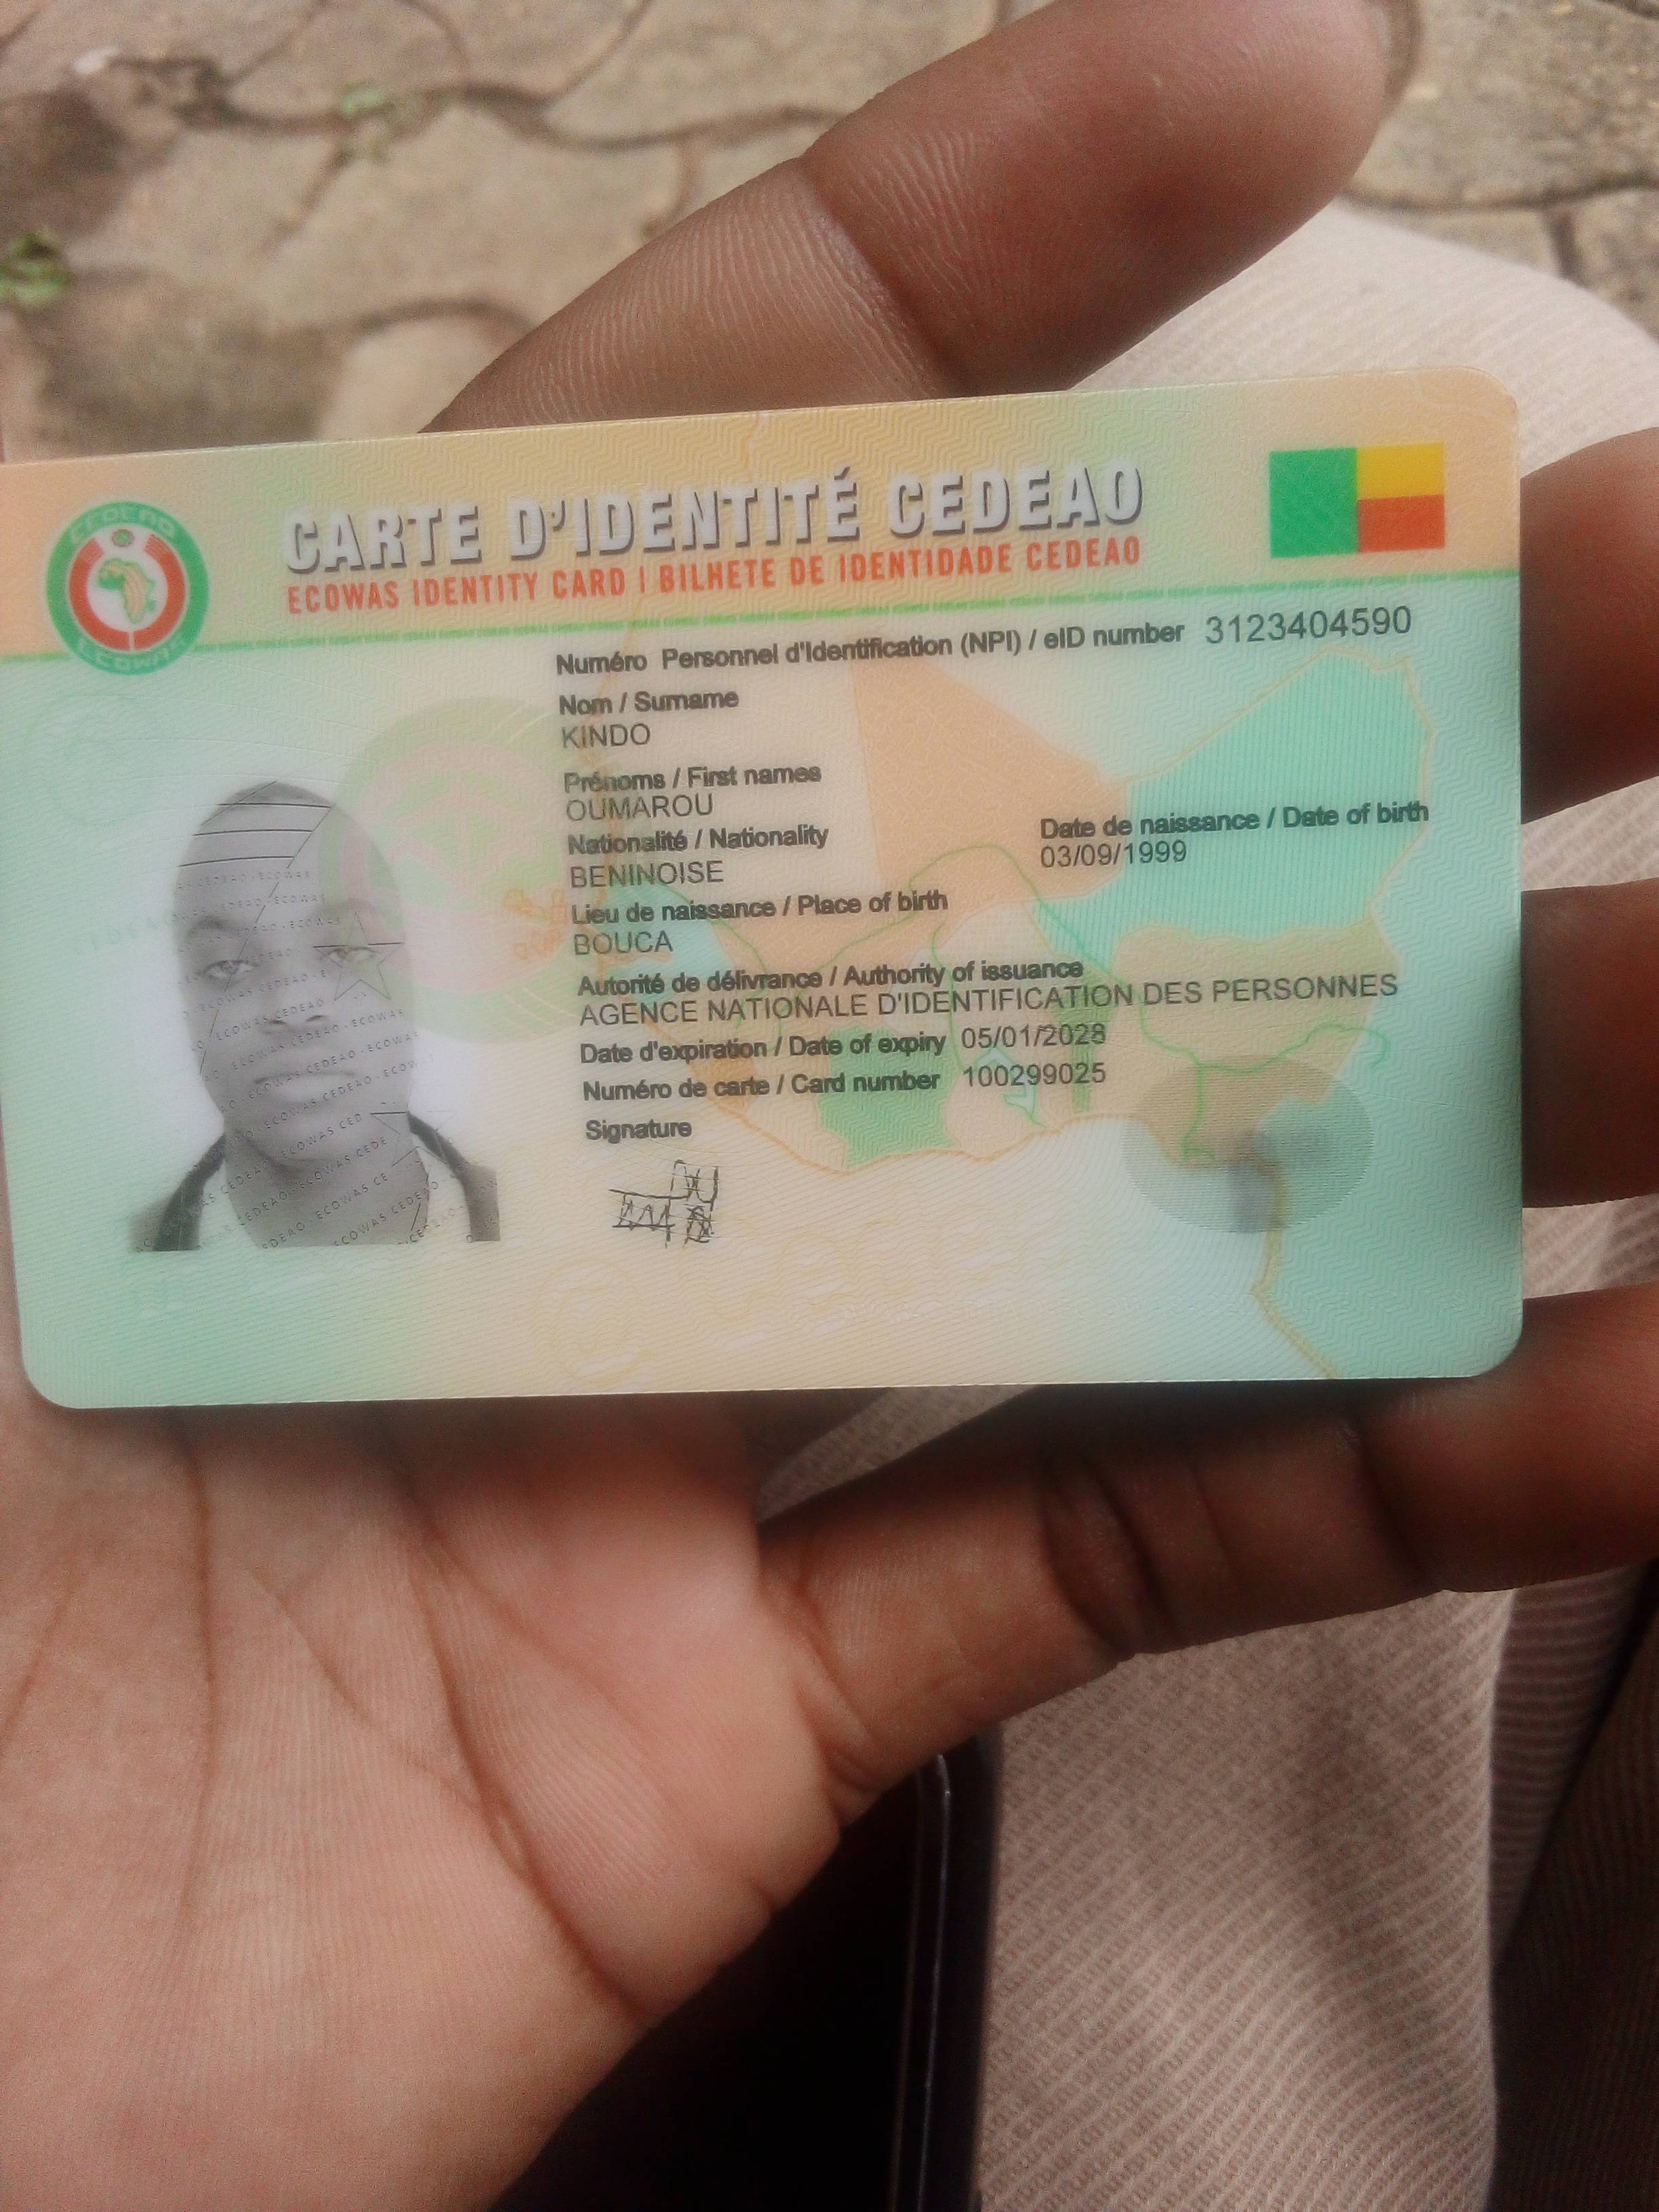 CARTE D'IDENTITÉ CEDEAO
ECOWAS IDENTITY CARD | BILHETE DE IDENTIDADE CEDEAO
CEDEAO
ECOWAS
Numéro Personnel d'Identification (NPI) / eID number 3123404590
Nom / Surname
KINDO
Prénoms / First names
OUMAROU
Nationalité / Nationality
BENINOISE
Date de naissance / Date of birth
03/09/1999
Lieu de naissance / Place of birth
BOUCA
Autorité de délivrance / Authority of issuance
AGENCE NATIONALE D'IDENTIFICATION DES PERSONNES
Date d'expiration / Date of expiry 05/01/2028
Numéro de carte / Card number 100299025
Signature